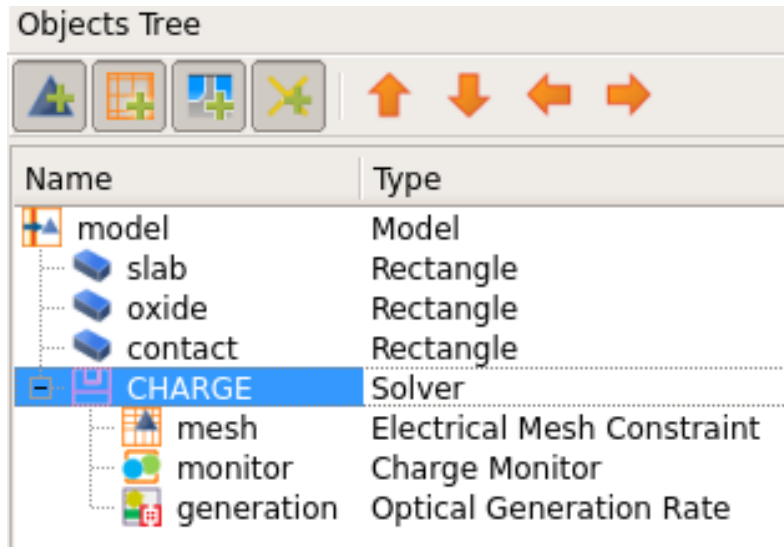 Objects Tree
Name Type
model Model
slab Rectangle
oxide Rectangle
contact Rectangle
CHARGE Solver
mesh Electrical Mesh Constraint
monitor Charge Monitor
generation Optical Generation Rate